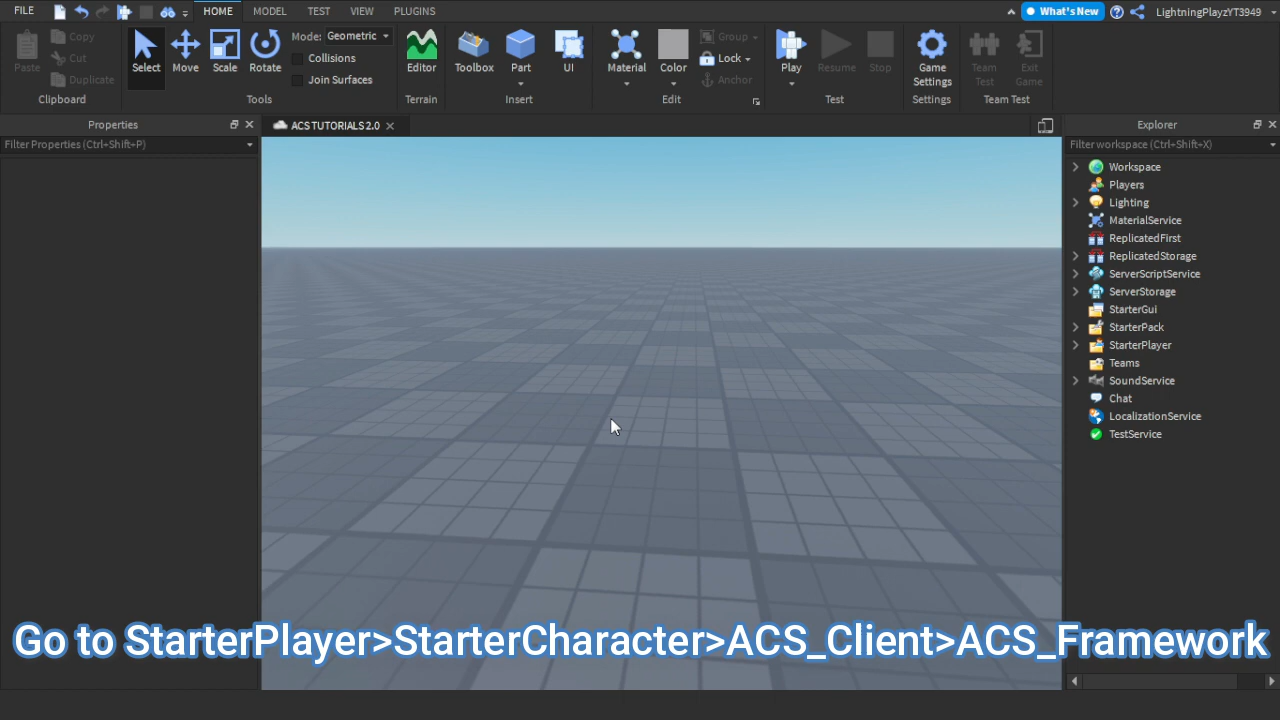 FILE
HOME
MODEL
TEST
VIEW
PLUGINS
What's New
LightningPlayzYT3949
Paste
Copy
Cut
Duplicate
Clipboard
Select
Move
Scale
Rotate
Mode: Geometric
Collisions
Join Surfaces
Tools
Editor
Terrain
Toolbox
Part
UI
Insert
Material
Color
Group
Lock
Anchor
Edit
Play
Resume
Stop
Test
Game Settings
Settings
Team Test
Exit Game
Team Test
Properties
Filter Properties (Ctrl+Shift+P)
ACS TUTORIALS 2.0
Explorer
Filter workspace (Ctrl+Shift+X)
Workspace
Players
Lighting
MaterialService
ReplicatedFirst
ReplicatedStorage
ServerScriptService
ServerStorage
StarterGui
StarterPack
StarterPlayer
Teams
SoundService
Chat
LocalizationService
TestService
Go to StarterPlayer>StarterCharacter>ACS_Client>ACS_Framework